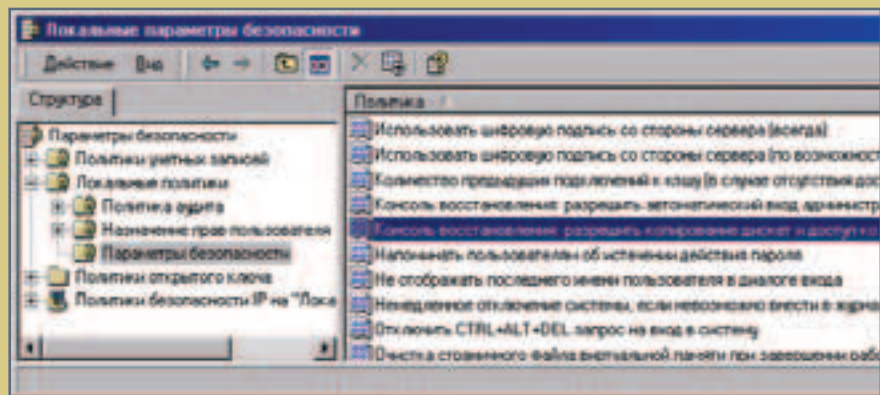 Локальные параметры безопасности
Действие Вид
Структура
Параметры безопасности
Политики учетных записей
Локальные политики
Политика аудита
Назначение прав пользователя
Параметры безопасности
Политики открытого ключа
Политики безопасности IP на "Лока
Политика /
Использовать цифровую подпись со стороны сервера (всегда)
Использовать цифровую подпись со стороны сервера (по возможност
Количество предыдущих подключений к кэшу (в случае отсутствия дос
Консоль восстановления: разрешить автоматический вход администр
Консоль восстановления: разрешить копирование дискет и доступ ко
Напоминать пользователям об истечении действия пароля
Не отображать последнего имени пользователя в диалоге входа
Немедленное отключение системы, если невозможно внести в журна
Отключить CTRL+ALT+DEL запрос на вход в систему
Очистка страничного файла виртуальной памяти при завершении рабо